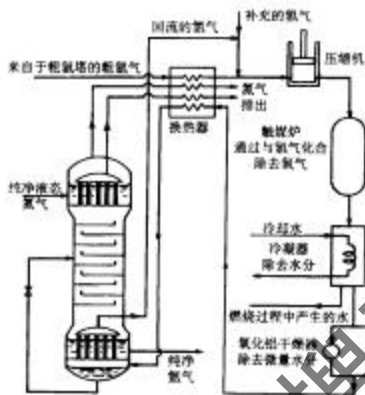 补充的氢气
回流的氢气
压缩机
来自于粗氩塔的粗氩气
氮气
排出
换热器
触媒炉
通过与氢气化合
除去氧气
纯净液态
氮气
冷却水
冷凝器
除去水分
燃烧过程中产生的水
氧化铝干燥器
除去微量水分
纯净
氩气